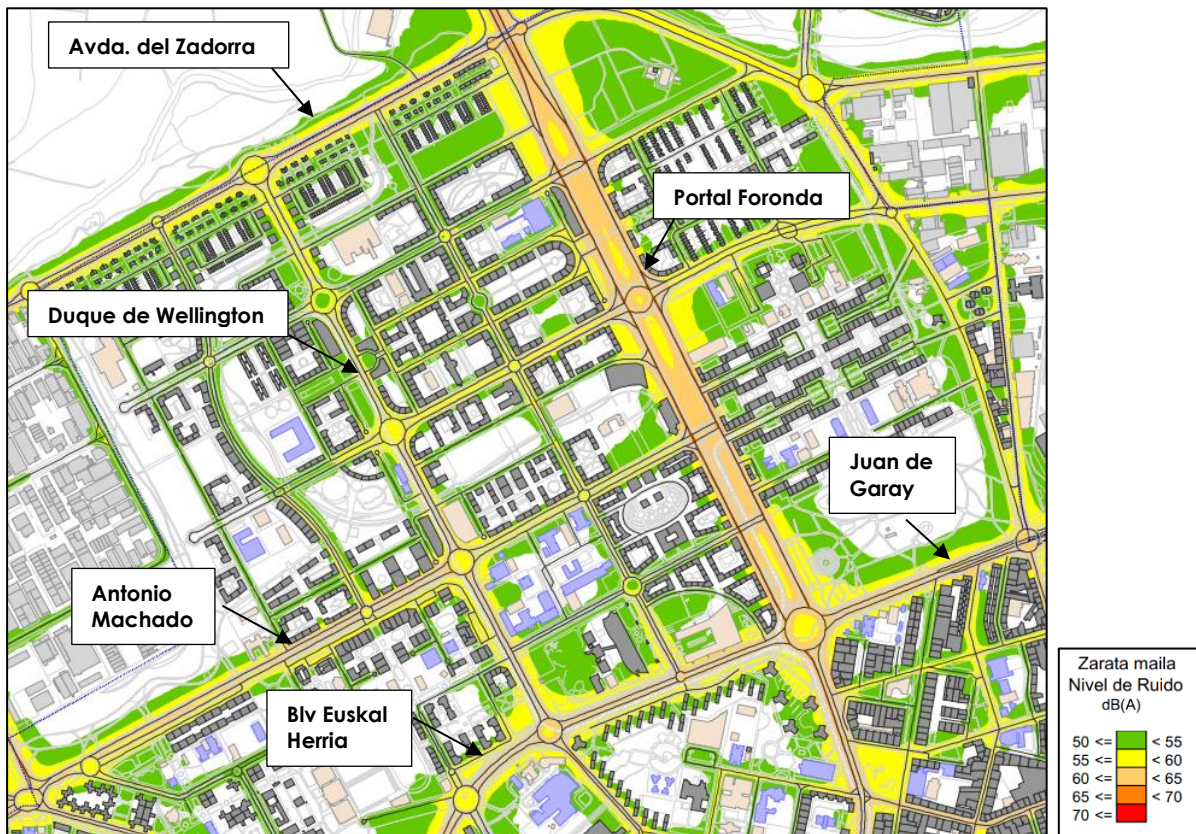 Avda. del Zadorra
Portal Foronda
Duque de Wellington
Juan de
Garay
Antonio
Machado
Blv Euskal
Herria
Zarata maila
Nivel de Ruido
dB(A)
50 <= < 55
55 <= < 60
60 <= < 65
65 <= < 70
70 <=